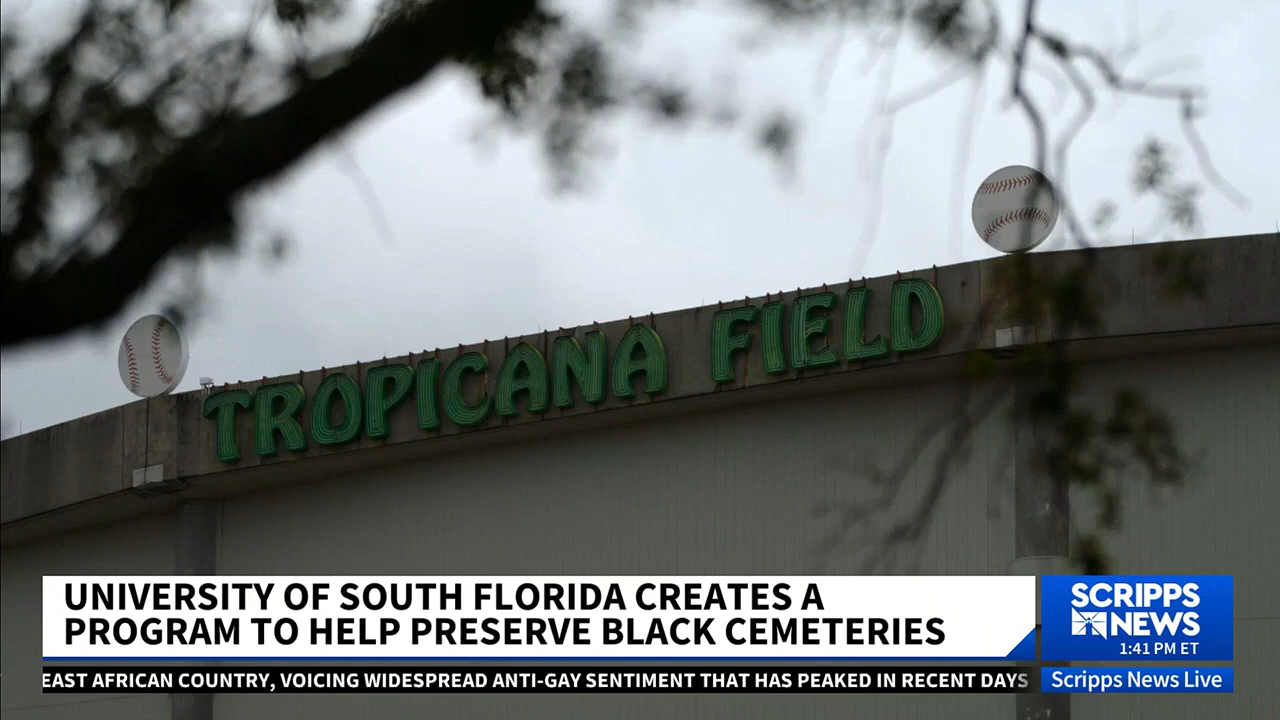 TROPICANA FIELD
UNIVERSITY OF SOUTH FLORIDA CREATES A
PROGRAM TO HELP PRESERVE BLACK CEMETERIES
SCRIPPS
NEWS
1:41 PM ET
EAST AFRICAN COUNTRY, VOICING WIDESPREAD ANTI-GAY SENTIMENT THAT HAS PEAKED IN RECENT DAYS
Scripps News Live